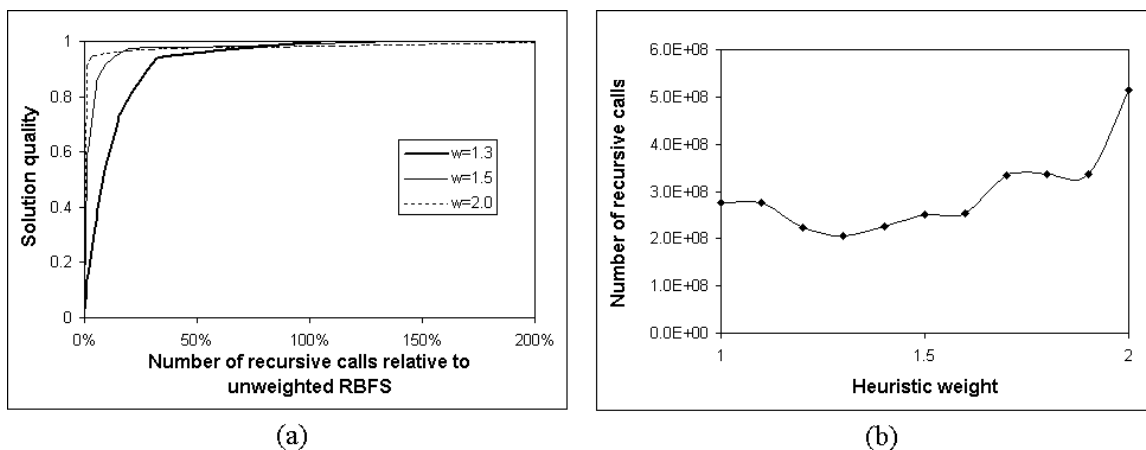 1
0.8
0.6
0.4
0.2
0
Solution quality
w=1.3
w=1.5
w=2.0
0% 50% 100% 150% 200%
Number of recursive calls relative to
unweighted RBFS
(a)
6.0E+08
5.0E+08
4.0E+08
3.0E+08
2.0E+08
1.0E+08
0.0E+00
Number of recursive calls
1 1.5 2
Heuristic weight
(b)